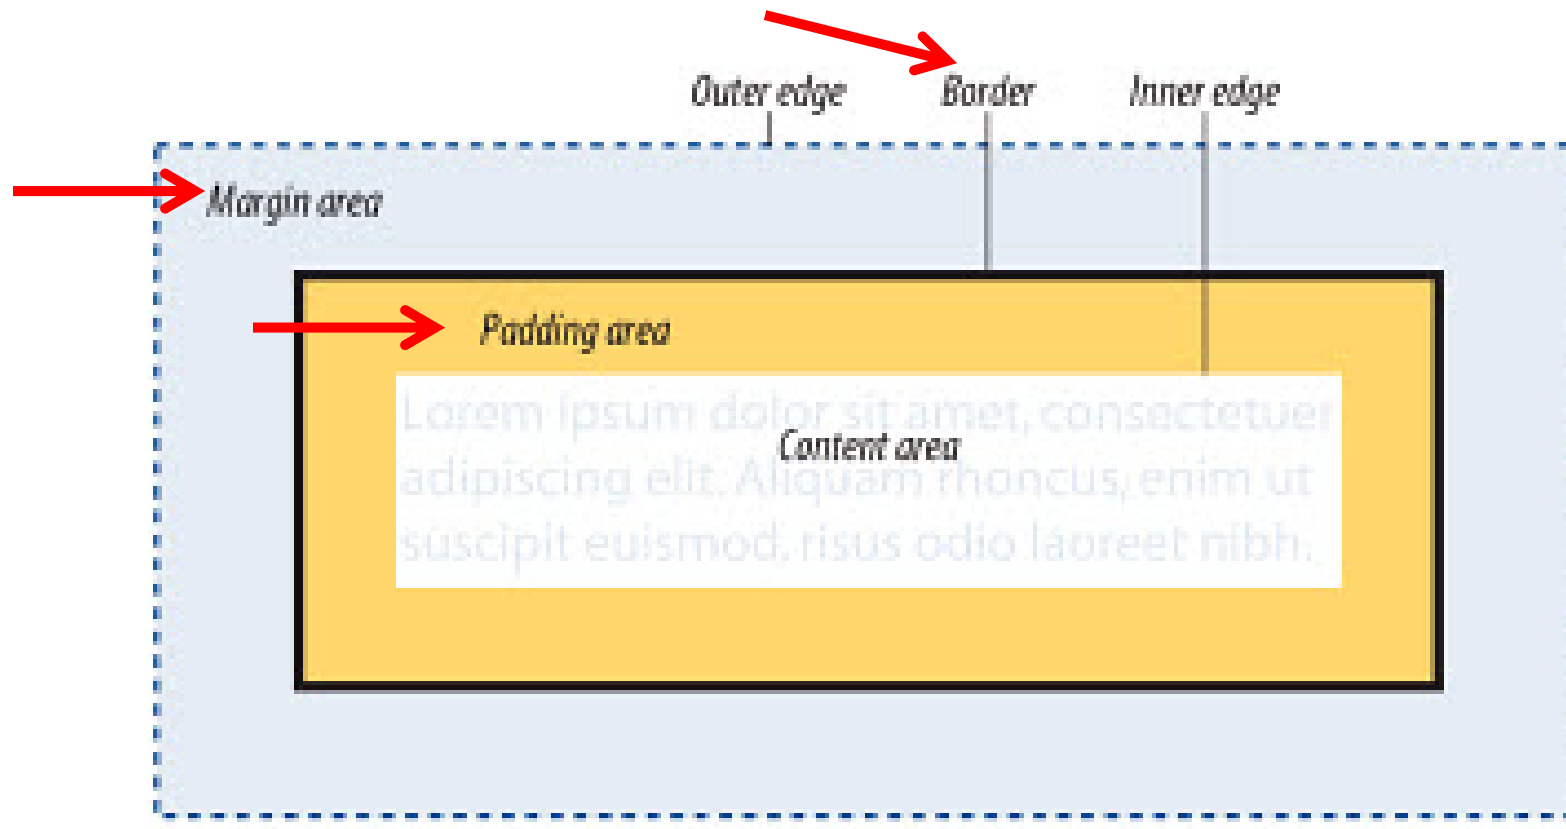 Outer edge Border Inner edge
Margin area
Padding area
Lorem ipsum dolor sit amet, consectetuer
Content area
adipiscing elit. Aliquam rhoncus, enim ut
suscipit euismod, risus odio laoreet nibh.